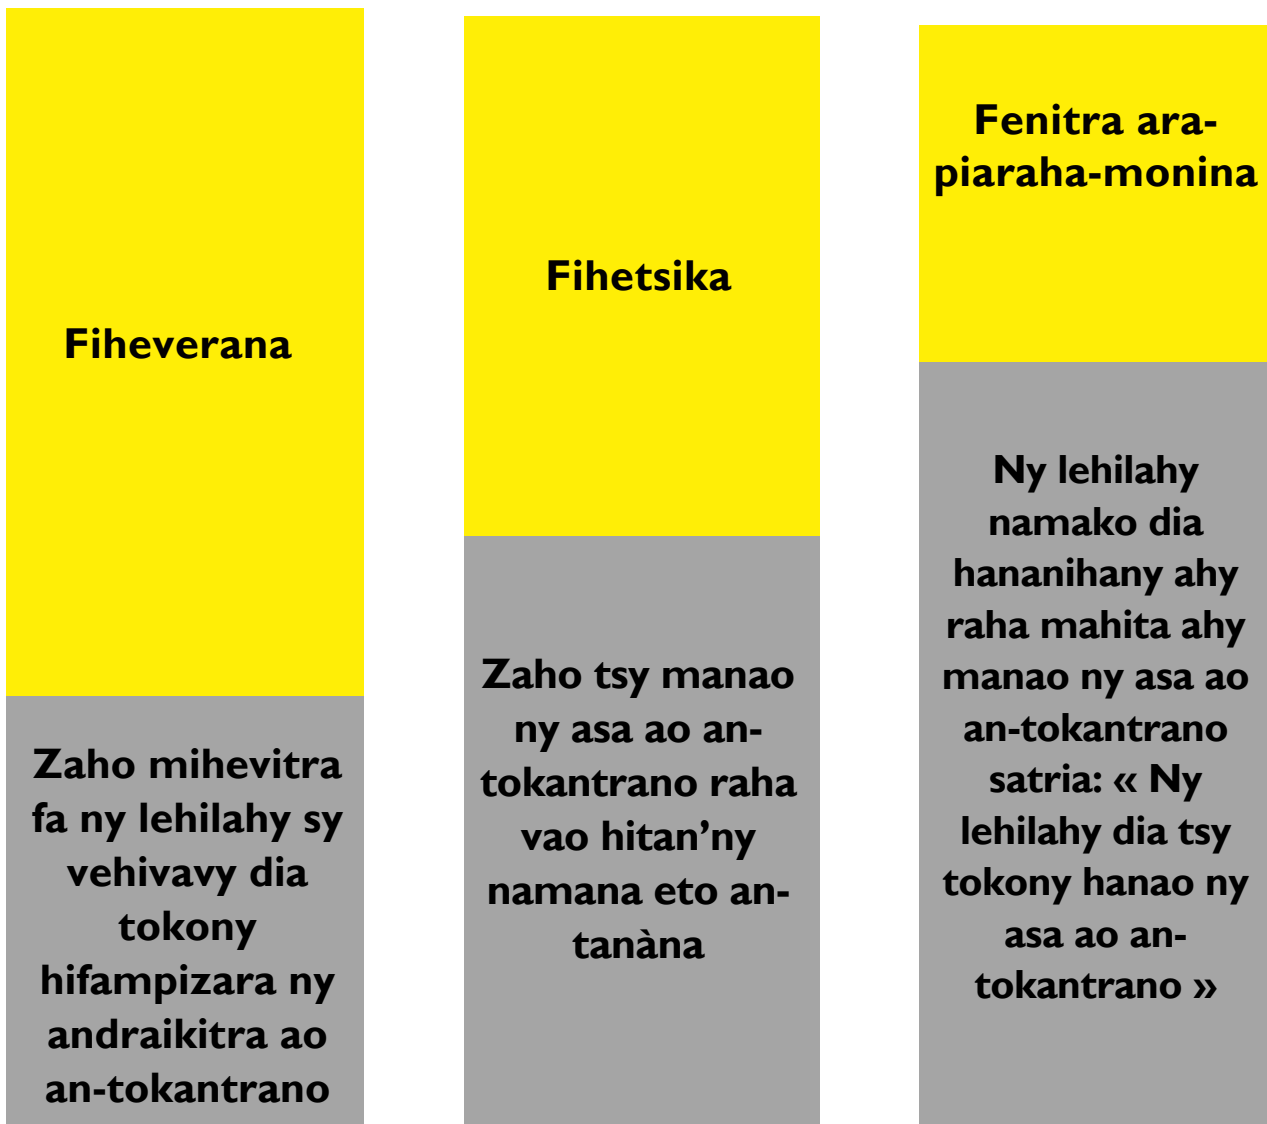 Fiheverana
Zaho mihevitra
fa ny lehilahy sy
vehivavy dia
tokony
hifampizara ny
andraikitra ao
an-tokantrano
Fihetsika
Zaho tsy manao
ny asa ao an-
tokantrano raha
vao hitan’ny
namana eto an-
tanàna
Fenitra ara-
piaraha-monina
Ny lehilahy
namako dia
hananihany ahy
raha mahita ahy
manao ny asa ao
an-tokantrano
satria: « Ny
lehilahy dia tsy
tokony hanao ny
asa ao an-
tokantrano »